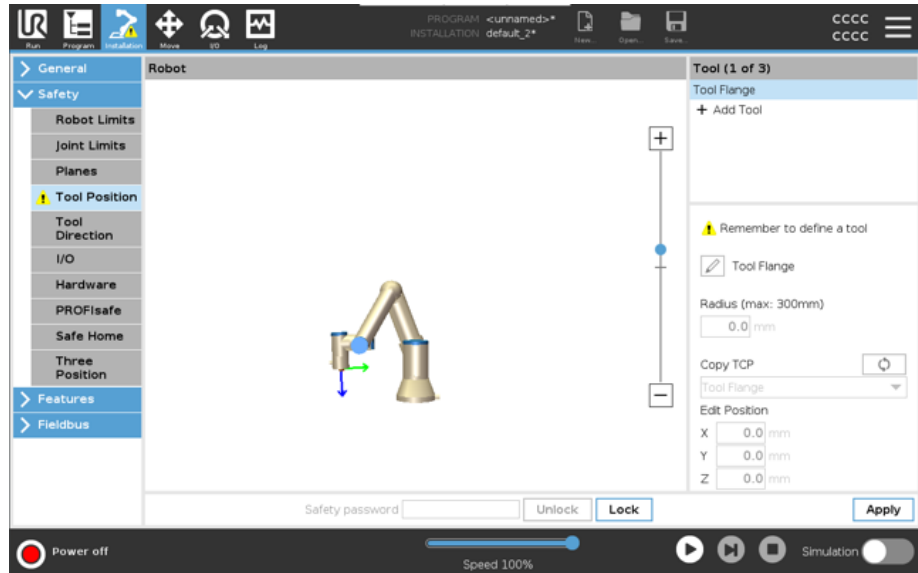 PROGRAM <unnamed>*
INSTALLATION default_2*
cccc
cccc
Run Program Installation Move I/O Log New... Open... Save...
General
Safety
Robot Limits
Joint Limits
Planes
Tool Position
Tool
Direction
I/O
Hardware
PROFIsafe
Safe Home
Three
Position
Features
Fieldbus
Robot
Tool (1 of 3)
Tool Flange
+ Add Tool
Remember to define a tool
Tool Flange
Radius (max: 300mm)
0.0 mm
Copy TCP
Tool Flange
Edit Position
X 0.0 mm
Y 0.0 mm
Z 0.0 mm
Safety password Unlock Lock
Apply
Power off
Speed 100%
Simulation